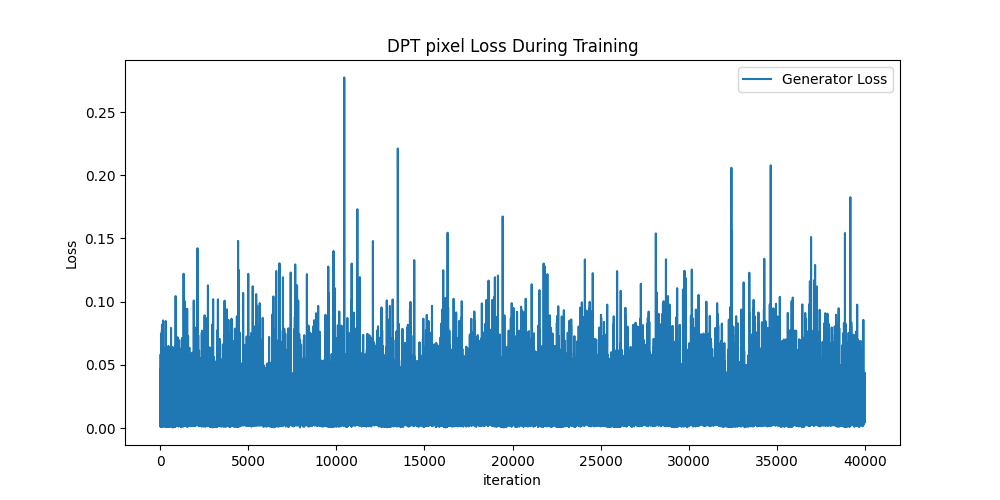 DPT pixel Loss During Training
Generator Loss
Loss
0.25
0.20
0.15
0.10
0.05
0.00
0 5000 10000 15000 20000 25000 30000 35000 40000
iteration